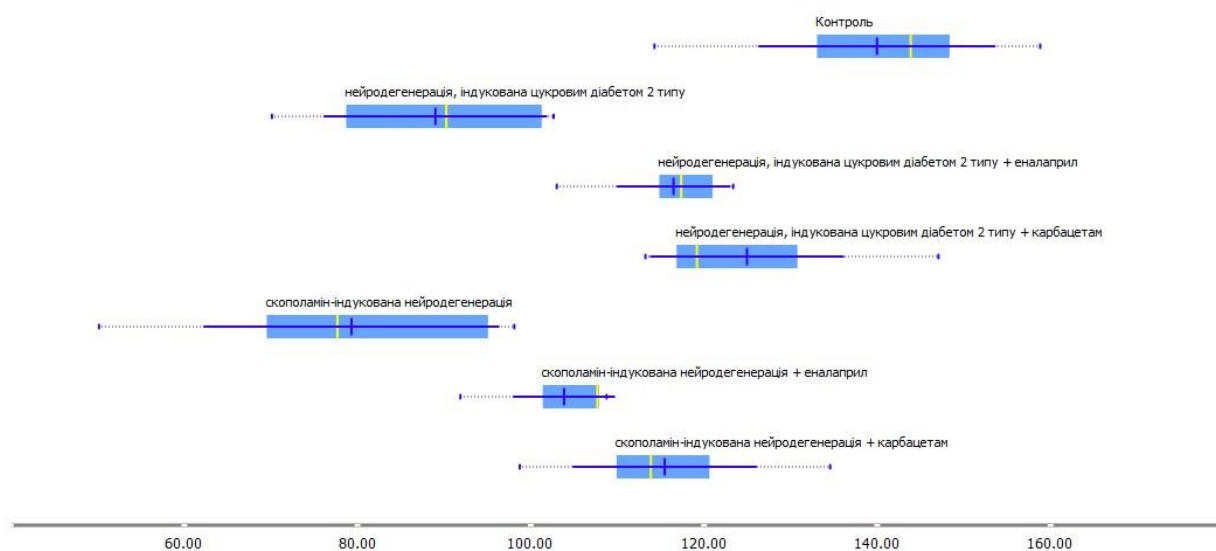 Контроль
нейродегенерація, індукована цукровим діабетом 2 типу
нейродегенерація, індукована цукровим діабетом 2 типу + еналаприл
нейродегенерація, індукована цукровим діабетом 2 типу + карбацетам
скополамін-індукована нейродегенерація
скополамін-індукована нейродегенерація + еналаприл
скополамін-індукована нейродегенерація + карбацетам
60.00 80.00 100.00 120.00 140.00 160.00